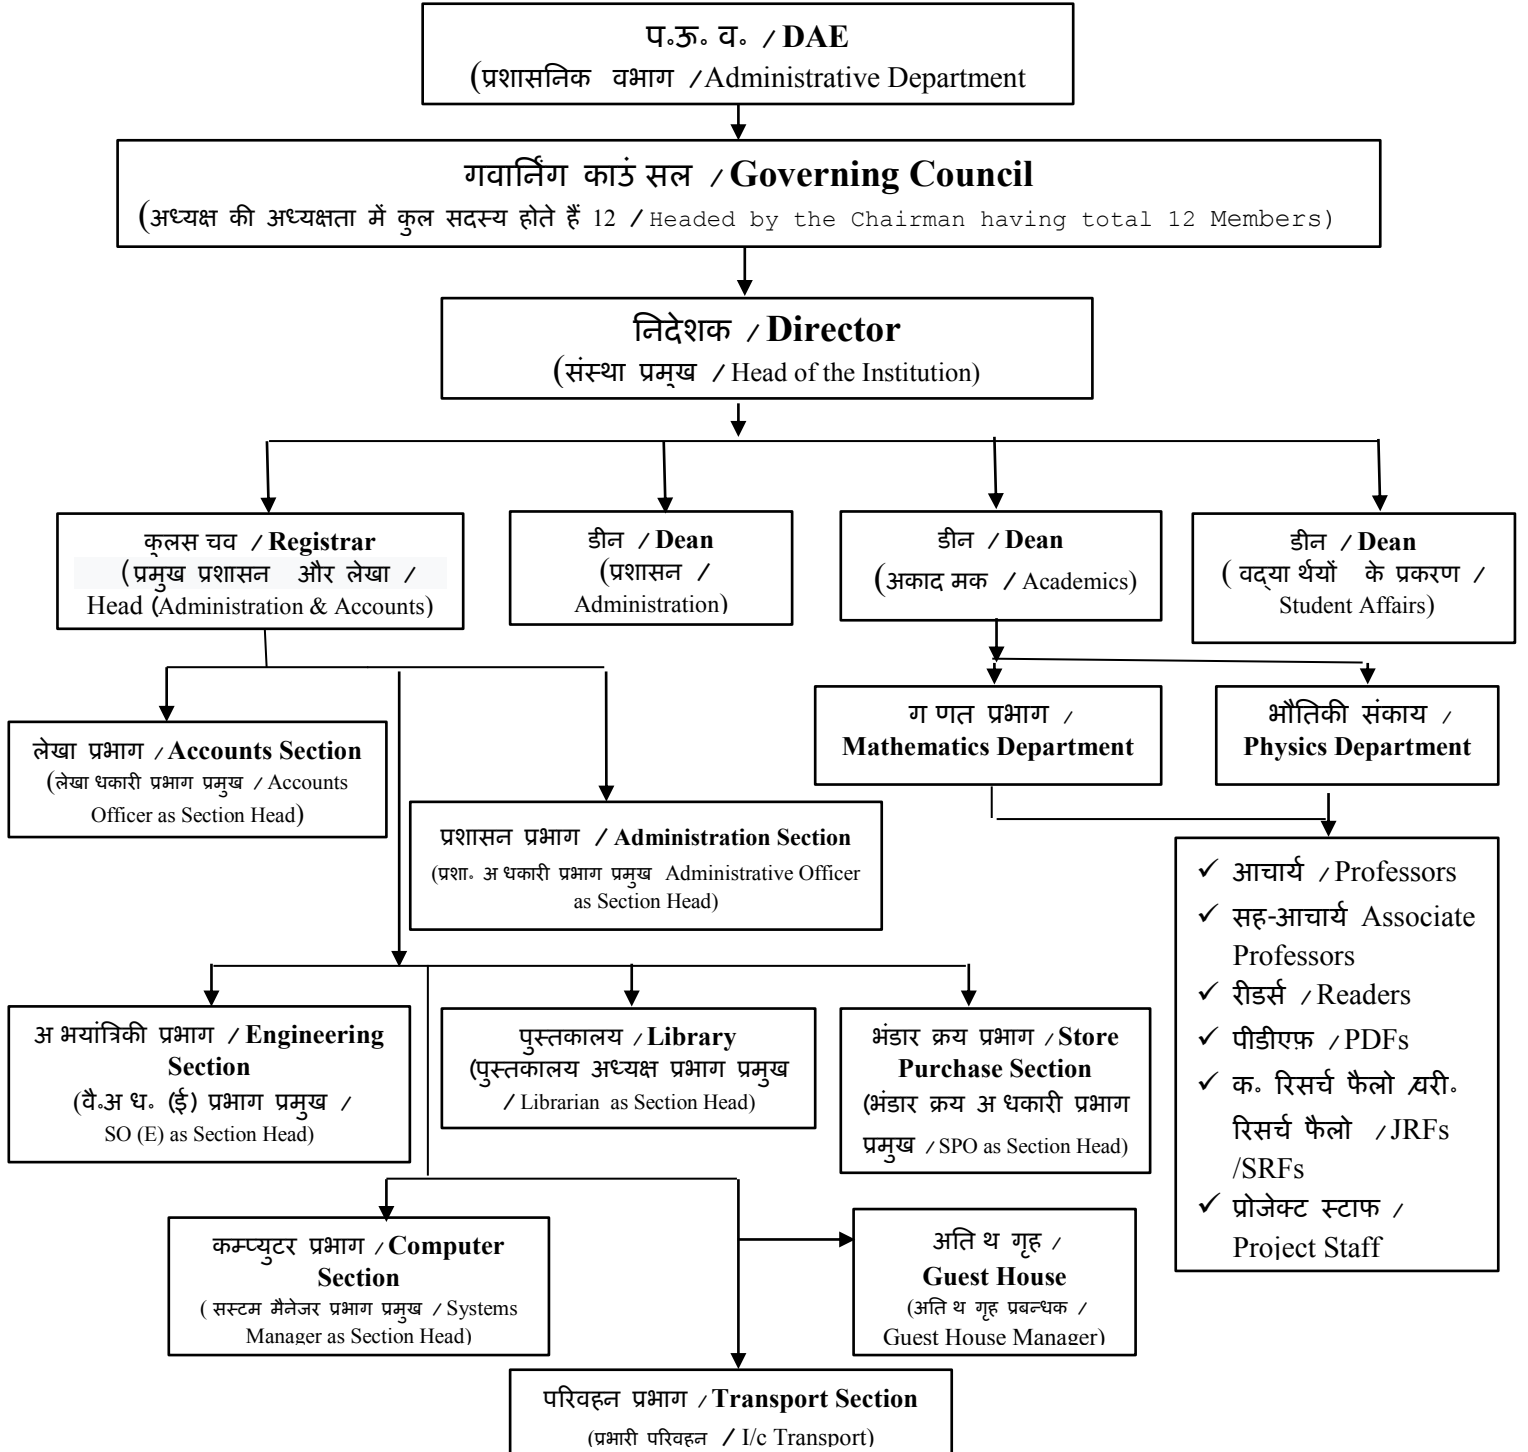 प॰ऊ॰ व॰ / DAE
(प्रशासनिक वभाग / Administrative Department
गवार्निंग काउं सल / Governing Council
(अध्यक्ष की अध्यक्षता में कुल सदस्य होते हैं 12 / Headed by the Chairman having total 12 Members)
निदेशक / Director
(संस्था प्रमुख / Head of the Institution)
कुलस चव / Registrar
(प्रमुख प्रशासन और लेखा /
Head (Administration & Accounts)
डीन / Dean
(प्रशासन /
Administration)
डीन / Dean
(अकाद मक / Academics)
डीन / Dean
( वद्या र्थयों के प्रकरण /
Student Affairs)
ग णत प्रभाग /
Mathematics Department
भौतिकी संकाय /
Physics Department
लेखा प्रभाग / Accounts Section
(लेखा धकारी प्रभाग प्रमुख / Accounts
Officer as Section Head)
प्रशासन प्रभाग / Administration Section
(प्रशा॰ अ धकारी प्रभाग प्रमुख Administrative Officer
as Section Head)
✓ आचार्य / Professors
✓ सह-आचार्य Associate
Professors
✓ रीडर्स / Readers
✓ पीडीएफ़ / PDFs
✓ क॰ रिसर्च फैलो /वरी॰
रिसर्च फैलो / JRFs
/SRFs
✓ प्रोजेक्ट स्टाफ /
Project Staff
अ भयांत्रिकी प्रभाग / Engineering
Section
(वै॰अ ध॰ (ई) प्रभाग प्रमुख /
SO (E) as Section Head)
पुस्तकालय / Library
(पुस्तकालय अध्यक्ष प्रभाग प्रमुख
/ Librarian as Section Head)
भंडार क्रय प्रभाग / Store
Purchase Section
(भंडार क्रय अ धकारी प्रभाग
प्रमुख / SPO as Section Head)
कम्प्युटर प्रभाग / Computer
Section
( सस्टम मैनेजर प्रभाग प्रमुख / Systems
Manager as Section Head)
अति थ गृह /
Guest House
(अति थ गृह प्रबन्धक /
Guest House Manager)
परिवहन प्रभाग / Transport Section
(प्रभारी परिवहन / I/c Transport)